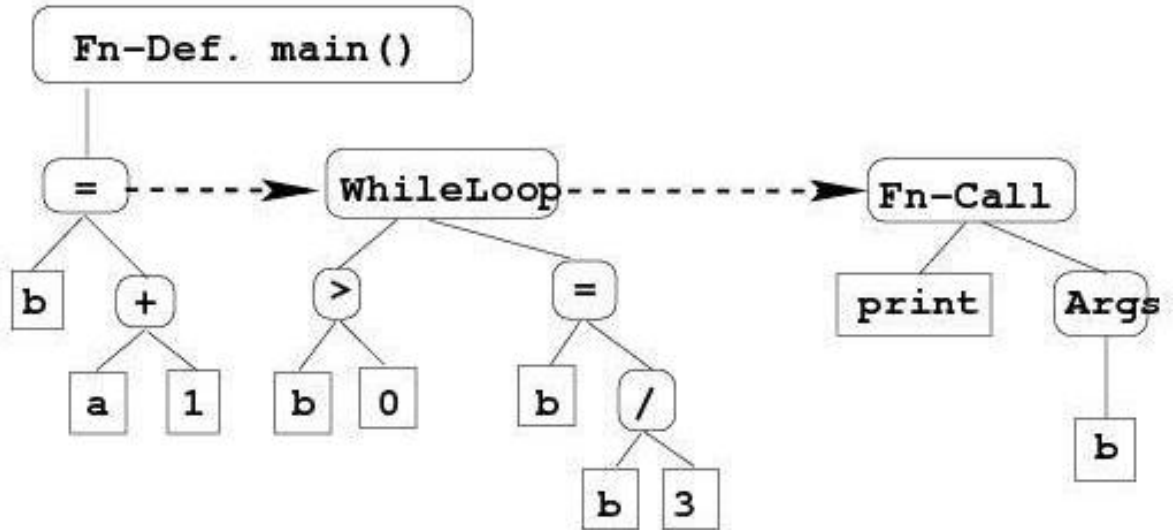 Fn-Def. main()
= WhileLoop Fn-Call
b + > = print Args
a 1 b 0 b / b
b 3